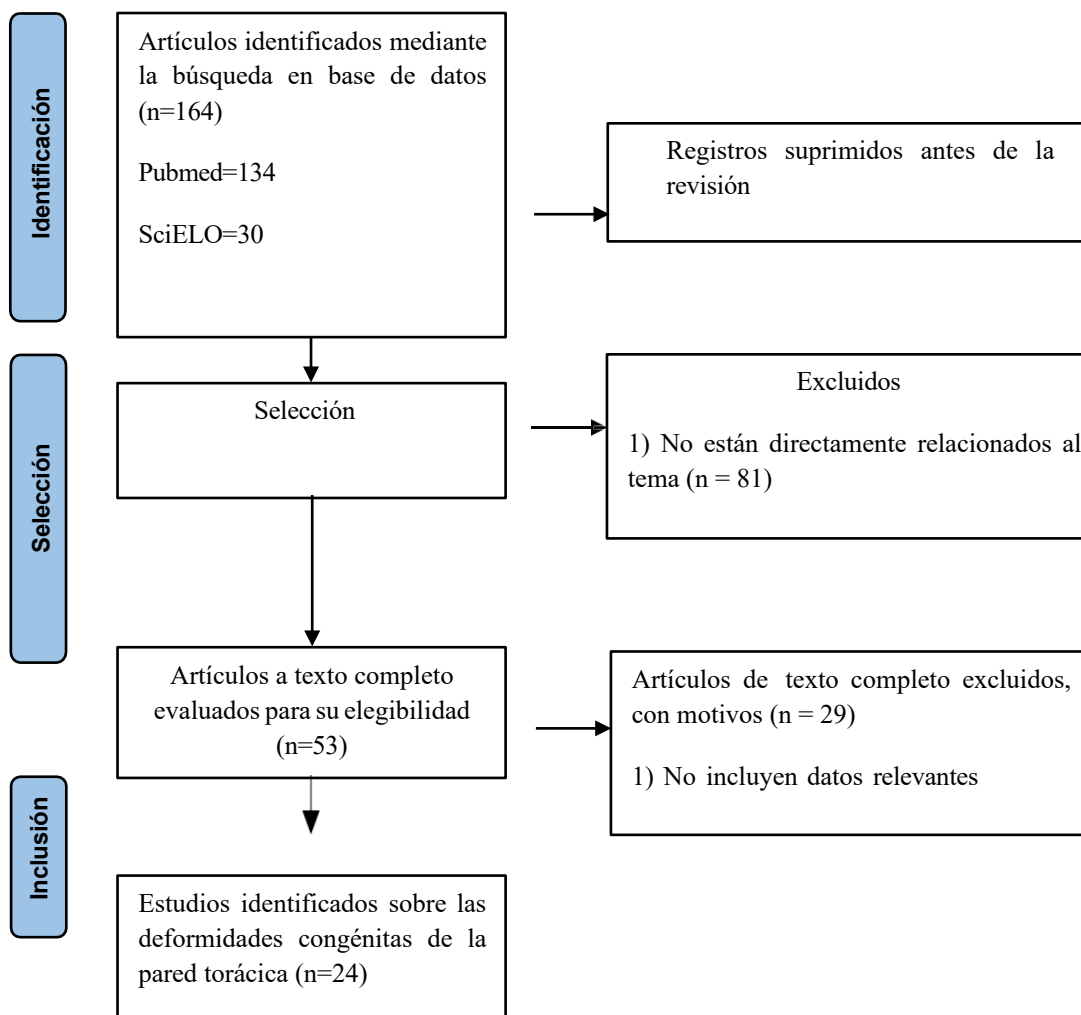 Identificación
Artículos identificados mediante
la búsqueda en base de datos
(n=164)
Pubmed=134
SciELO=30
Registros suprimidos antes de la
revisión
Selección
Selección
Excluidos
1) No están directamente relacionados al
tema (n = 81)
Artículos a texto completo
evaluados para su elegibilidad
(n=53)
Artículos de texto completo excluidos,
con motivos (n = 29)
1) No incluyen datos relevantes
Inclusión
Estudios identificados sobre las
deformidades congénitas de la
pared torácica (n=24)